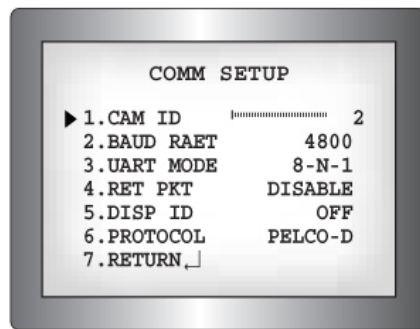 COMM SETUP
1.CAM ID 2
2.BAUD RAET 4800
3.UART MODE 8-N-1
4.RET PKT DISABLE
5.DISP ID OFF
6.PROTOCOL PELCO-D
7.RETURN